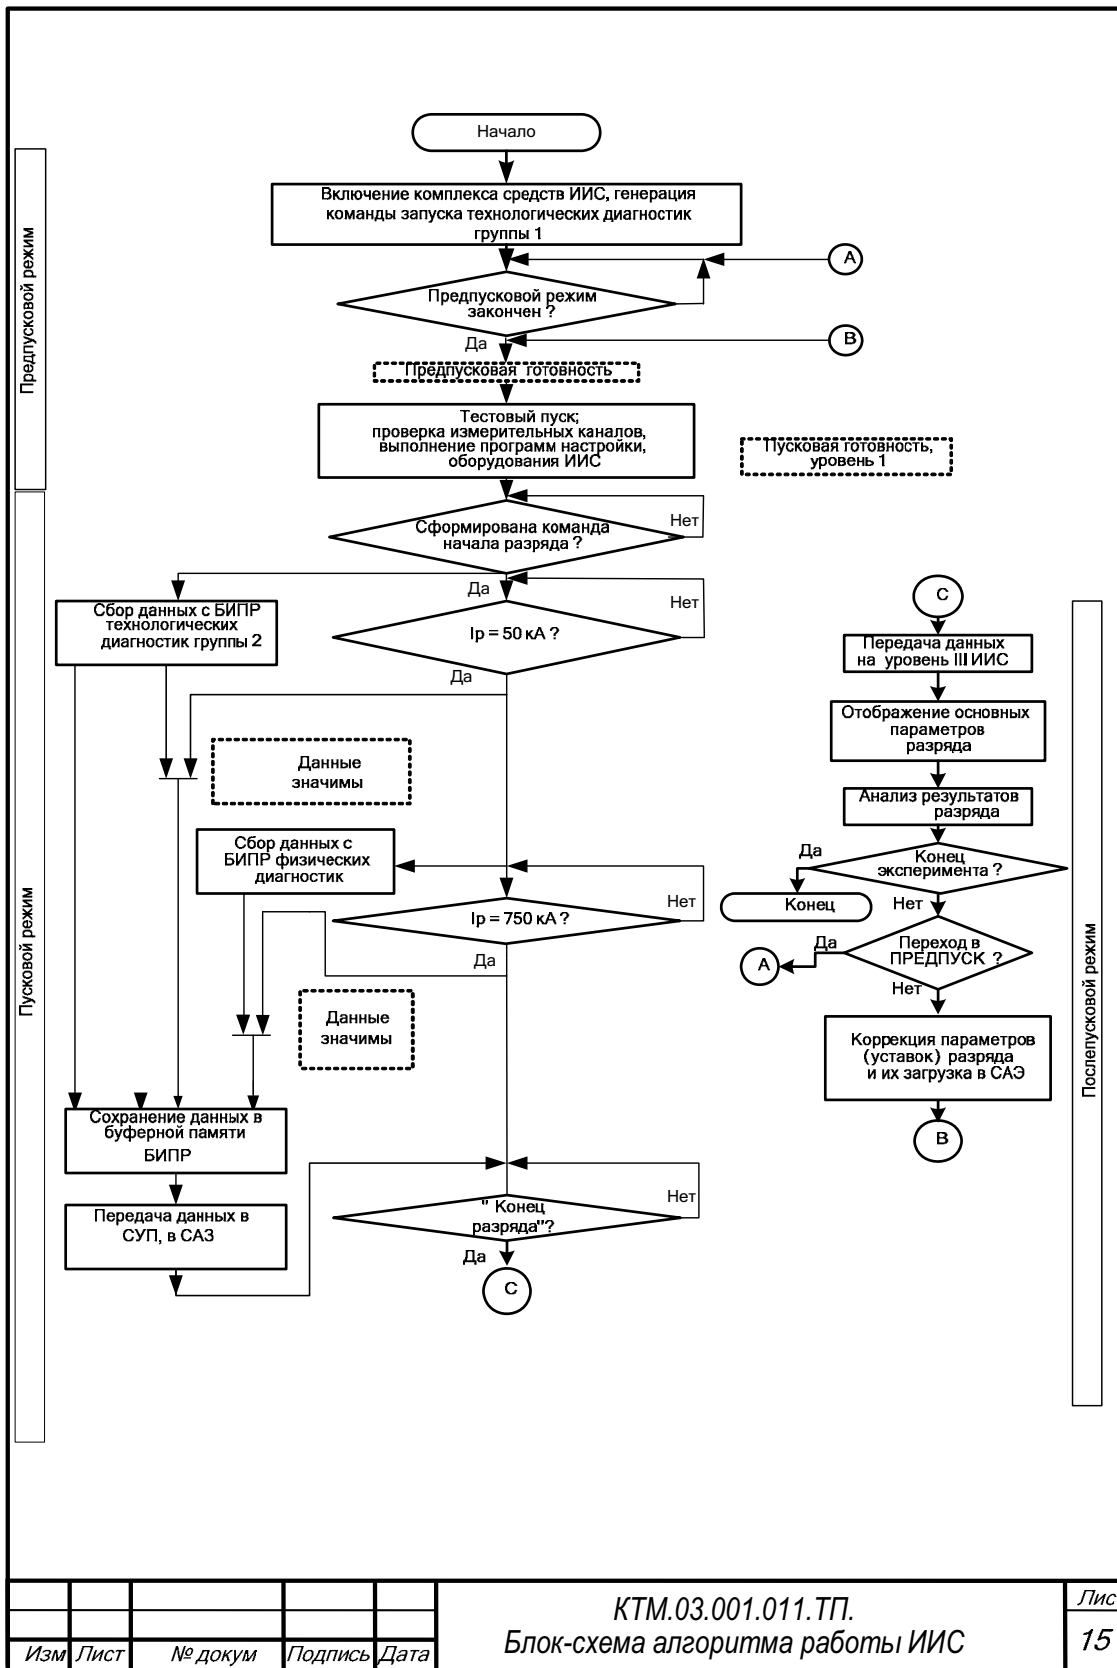 Начало
Предпусковой режим
Включение комплекса средств ИИС, генерация
команды запуска технологических диагностик
группы 1
А
Предпусковой режим
закончен ?
Да
В
Предпусковая готовность
Тестовый пуск;
проверка измерительных каналов,
выполнение программ настройки,
оборудования ИИС
Пусковая готовность,
уровень 1
Пусковой режим
Сформирована команда
начала разряда ?
Нет
Да
Сбор данных с БИПР
технологических
диагностик группы 2
Ip = 50 кА ?
Нет
Да
Данные
значимы
Сбор данных с
БИПР физических
диагностик
Ip = 750 кА ?
Нет
Да
Данные
значимы
Сохранение данных в
буферной памяти
БИПР
Передача данных в
СУП, в САЗ
" Конец
разряда"?
Нет
Да
С
Послепусковой режим
С
Передача данных
на уровень III ИИС
Отображение основных
параметров
разряда
Анализ результатов
разряда
Да
Конец
эксперимента ?
Конец
Нет
Да
Переход в
ПРЕДПУСК ?
А
Нет
Коррекция параметров
(уставок) разряда
и их загрузка в САЭ
В
КТМ.03.001.011.ТП.
Блок-схема алгоритма работы ИИС
Лис
15
Изм Лист № докум Подпись Дата